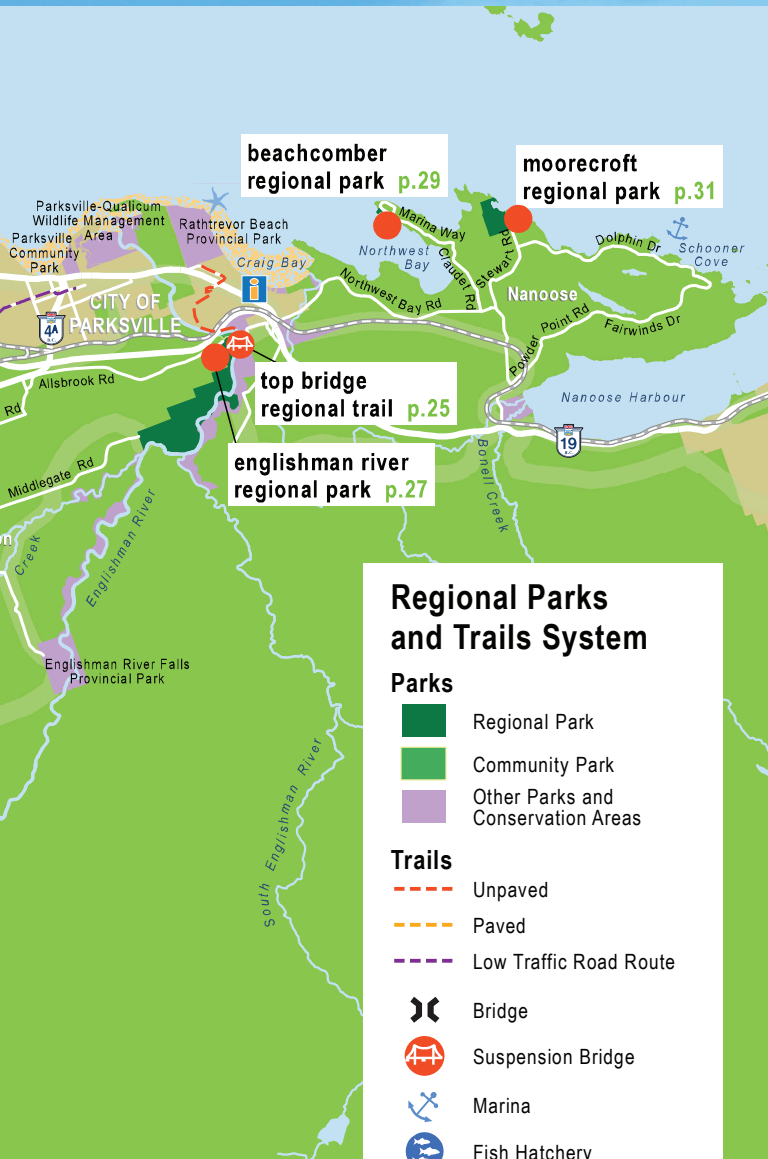 beachcomber
regional park p.29
moorecroft
regional park p.31
Parksville-Qualicum
Wildlife Management
Area
Rathtrevor Beach
Provincial Park
Parksville
Community
Park
Craig Bay
Marina Way
Northwest
Bay
Claudet Rd
Stewart Rd
Dolphin Dr
Schooner
Cove
Northwest Bay Rd
Nanoose
CITY OF
PARKSVILLE
4A
B.C.
i
Powder Point Rd
Fairwinds Dr
Allsbrook Rd
Rd
top bridge
regional trail p.25
Nanoose Harbour
19
B.C.
englishman river
regional park p.27
Middlegate Rd
Bonell Creek
on
Creek
Englishman River
Englishman River Falls
Provincial Park
South Englishman River
Regional Parks
and Trails System
Parks
Regional Park
Community Park
Other Parks and
Conservation Areas
Trails
Unpaved
Paved
Low Traffic Road Route
Bridge
Suspension Bridge
Marina
Fish Hatchery